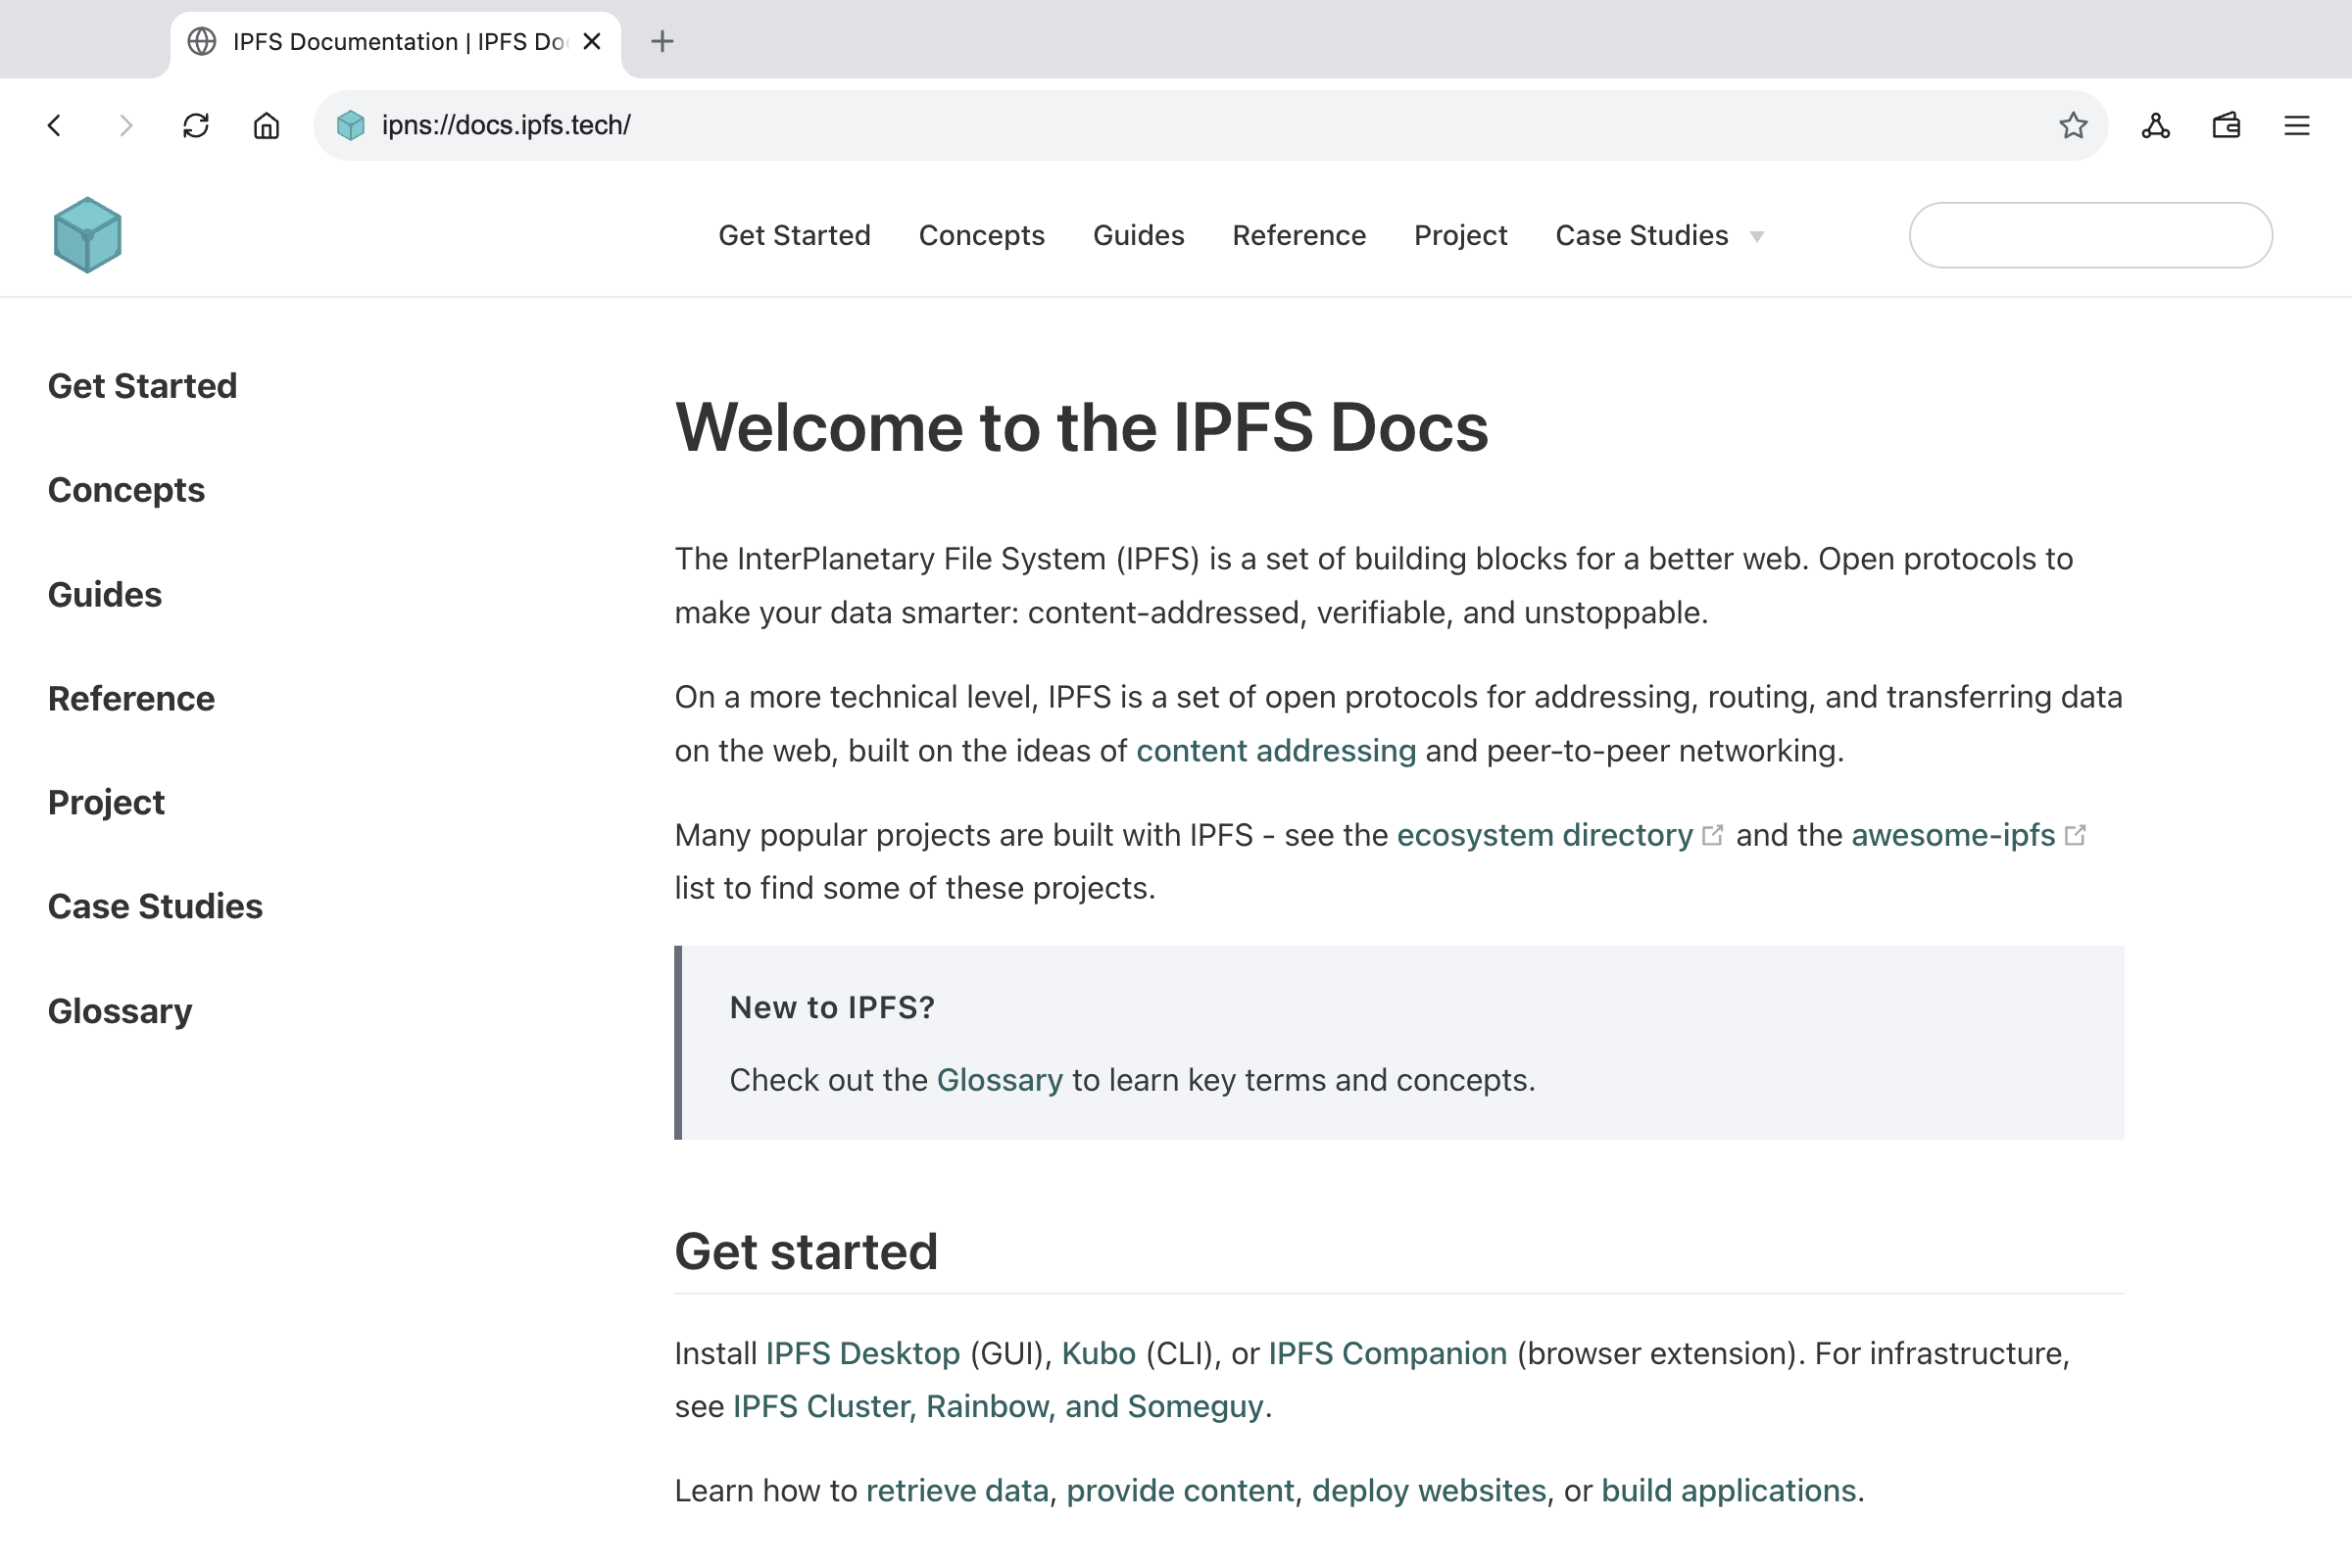 IPFS Documentation | IPFS Do
ipns://docs.ipfs.tech/
Get Started Concepts Guides Reference Project Case Studies
Get Started
Concepts
Guides
Reference
Project
Case Studies
Glossary
Welcome to the IPFS Docs
The InterPlanetary File System (IPFS) is a set of building blocks for a better web. Open protocols to
make your data smarter: content-addressed, verifiable, and unstoppable.
On a more technical level, IPFS is a set of open protocols for addressing, routing, and transferring data
on the web, built on the ideas of content addressing and peer-to-peer networking.
Many popular projects are built with IPFS - see the ecosystem directory and the awesome-ipfs
list to find some of these projects.
New to IPFS?
Check out the Glossary to learn key terms and concepts.
Get started
Install IPFS Desktop (GUI), Kubo (CLI), or IPFS Companion (browser extension). For infrastructure,
see IPFS Cluster, Rainbow, and Someguy.
Learn how to retrieve data, provide content, deploy websites, or build applications.